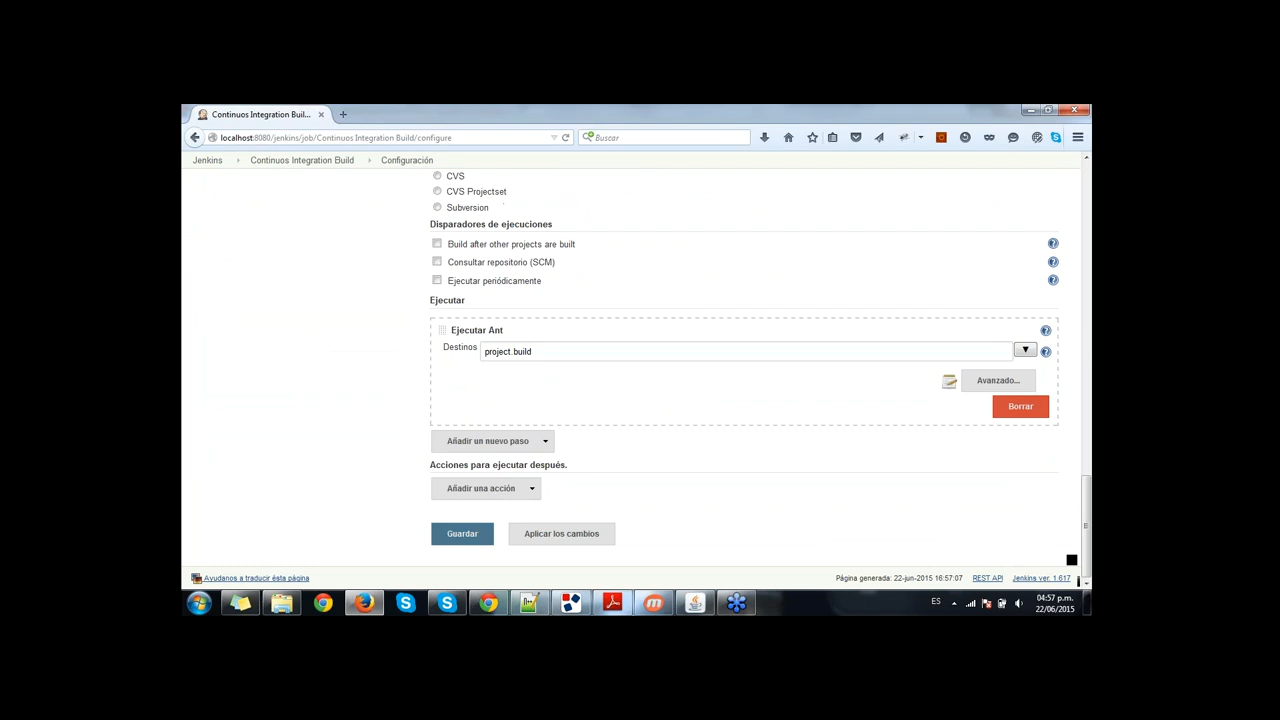 Continuos Integration Buil...
localhost:8080/jenkins/job/Continuos Integration Build/configure
Buscar
Jenkins Continuos Integration Build Configuración
CVS
CVS Projectset
Subversion
Disparadores de ejecuciones
Build after other projects are built
Consultar repositorio (SCM)
Ejecutar periódicamente
Ejecutar
Ejecutar Ant
Destinos project.build
Avanzado...
Borrar
Añadir un nuevo paso
Acciones para ejecutar después.
Añadir una acción
Guardar Aplicar los cambios
Ayudanos a traducir ésta página Página generada: 22-jun-2015 16:57:07 REST API Jenkins ver. 1.617
ES 04:57 p.m.
22/06/2015